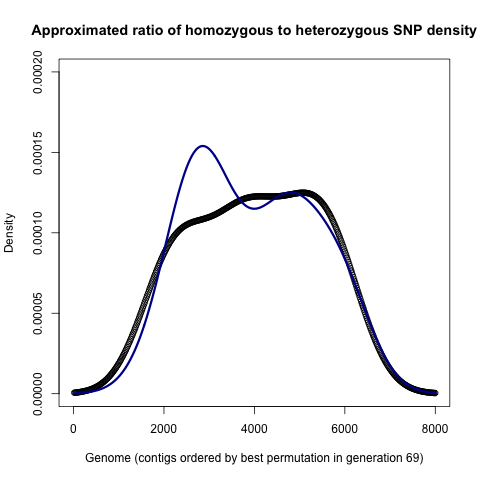 Approximated ratio of homozygous to heterozygous SNP density
0.00020
0.00015
0.00010
0.00005
0.00000
Density
0 2000 4000 6000 8000
Genome (contigs ordered by best permutation in generation 69)